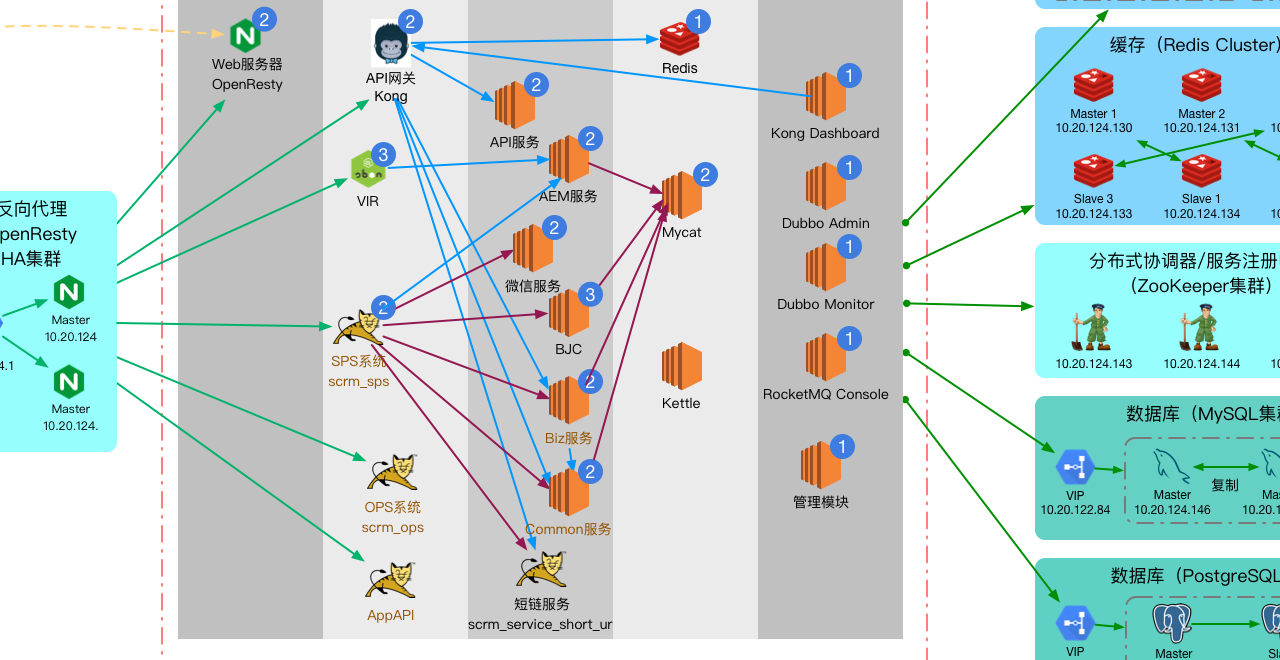 反向代理
penResty
HA集群
Master
10.20.124
4.1
Master
10.20.124.
2
Web服务器
OpenResty
2
API网关
Kong
3
VIR
2
SPS系统
scrm_sps
OPS系统
scrm_ops
AppAPI
2
API服务
2
AEM服务
2
微信服务
3
BJC
2
Biz服务
2
Common服务
短链服务
scrm_service_short_ur
1
Redis
2
Mycat
Kettle
1
Kong Dashboard
1
Dubbo Admin
1
Dubbo Monitor
1
RocketMQ Console
1
管理模块
缓存（Redis Cluster）
Master 1
10.20.124.130
Master 2
10.20.124.131
10
Slave 3
10.20.124.133
Slave 1
10.20.124.134
10
分布式协调器/服务注册
（ZooKeeper集群）
10.20.124.143
10.20.124.144
10
数据库（MySQL集
VIP
10.20.122.84
Master
10.20.124.146
复制
Mas
10.20.1
数据库（PostgreSQL
VIP
Master
Sl